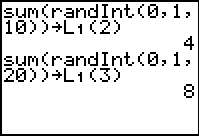 sum(randInt(0,1,
10))→L₁(2)
4
sum(randInt(0,1,
20))→L₁(3)
8